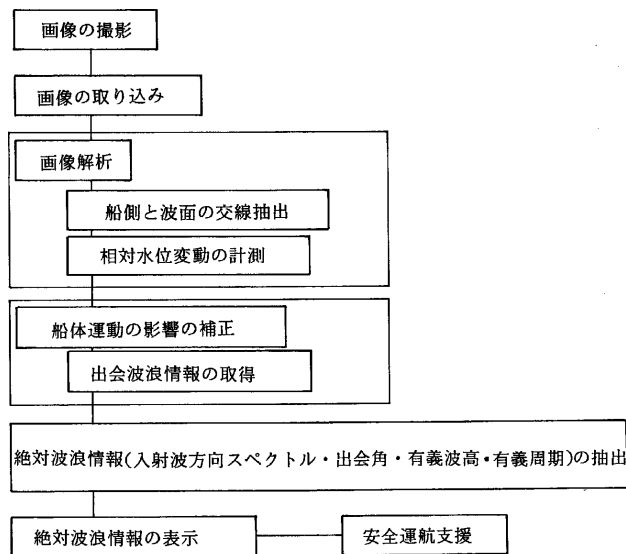 画像の撮影
画像の取り込み
画像解析
船側と波面の交線抽出
相対水位変動の計測
船体運動の影響の補正
出会波浪情報の取得
絶対波浪情報(入射波方向スペクトル・出会角・有義波高・有義周期)の抽出
絶対波浪情報の表示
安全運航支援